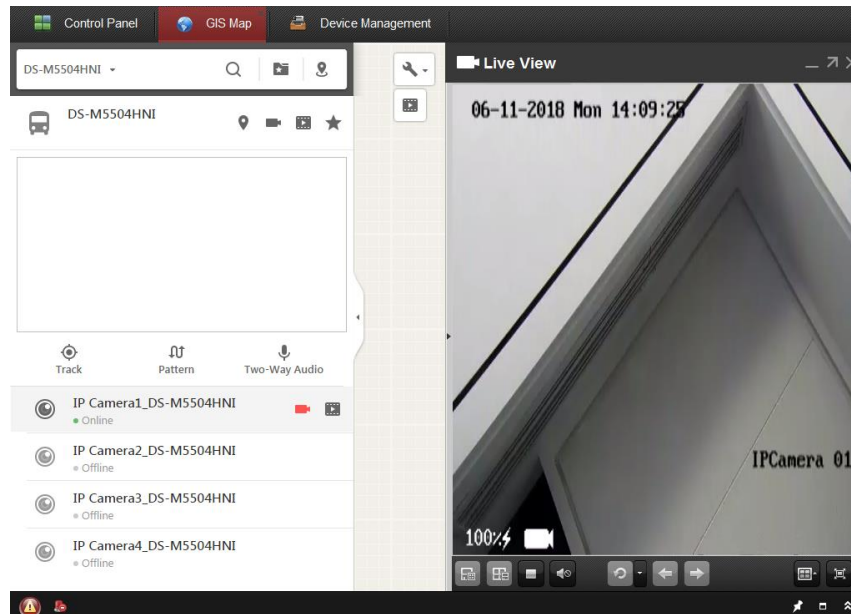 Control Panel
GIS Map
Device Management
DS-M5504HNI
DS-M5504HNI
Track
Pattern
Two-Way Audio
IP Camera1_DS-M5504HNI
Online
IP Camera2_DS-M5504HNI
Offline
IP Camera3_DS-M5504HNI
Offline
IP Camera4_DS-M5504HNI
Offline
Live View
06-11-2018 Mon 14:09:25
IPCamera 01
100%